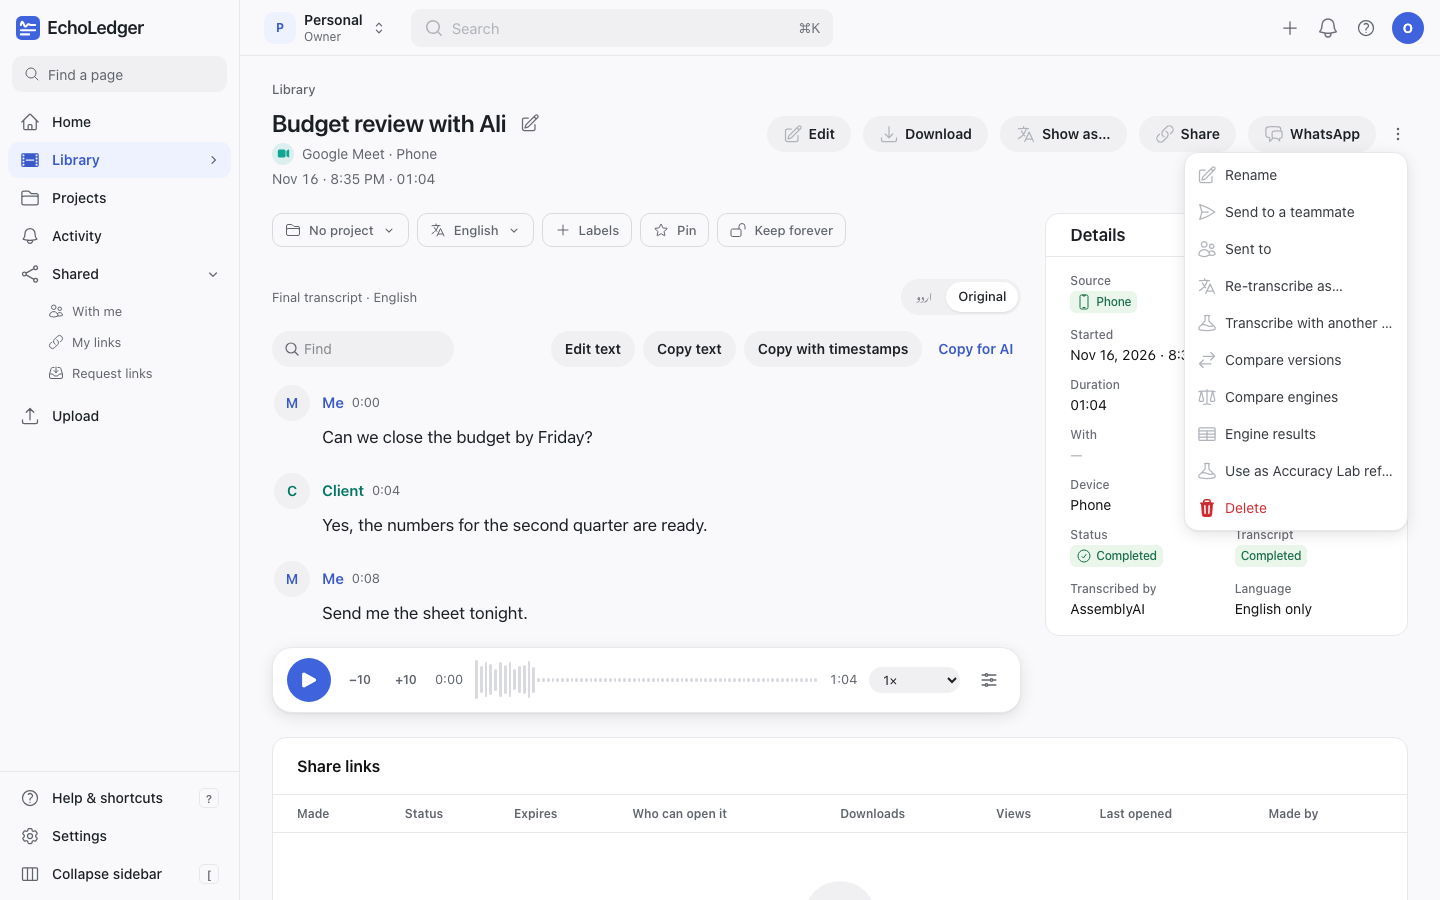 EchoLedger
Find a page
Home
Library
Projects
Activity
Shared
With me
My links
Request links
Upload
Help & shortcuts ?
Settings
Collapse sidebar [
P Personal
Owner
Search ⌘K
O
Library
Budget review with Ali
Google Meet · Phone
Nov 16 · 8:35 PM · 01:04
Edit Download Show as... Share WhatsApp
No project English Labels Pin Keep forever
Final transcript · English
اردو Original
Find
Edit text Copy text Copy with timestamps Copy for AI
M Me 0:00
Can we close the budget by Friday?
C Client 0:04
Yes, the numbers for the second quarter are ready.
M Me 0:08
Send me the sheet tonight.
−10 +10 0:00 1:04 1×
Details
Source
Phone
Started
Nov 16, 2026 · 8:3
Duration
01:04
With
—
Device
Phone
Status Transcript
Completed Completed
Transcribed by Language
AssemblyAI English only
Rename
Send to a teammate
Sent to
Re-transcribe as...
Transcribe with another ...
Compare versions
Compare engines
Engine results
Use as Accuracy Lab ref...
Delete
Share links
Made Status Expires Who can open it Downloads Views Last opened Made by